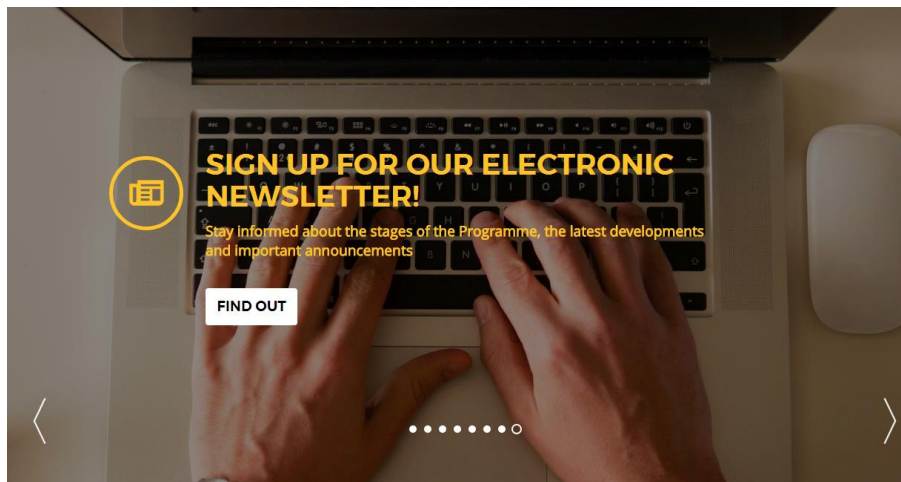 SIGN UP FOR OUR ELECTRONIC
NEWSLETTER!
Stay informed about the stages of the Programme, the latest developments
and important announcements
FIND OUT